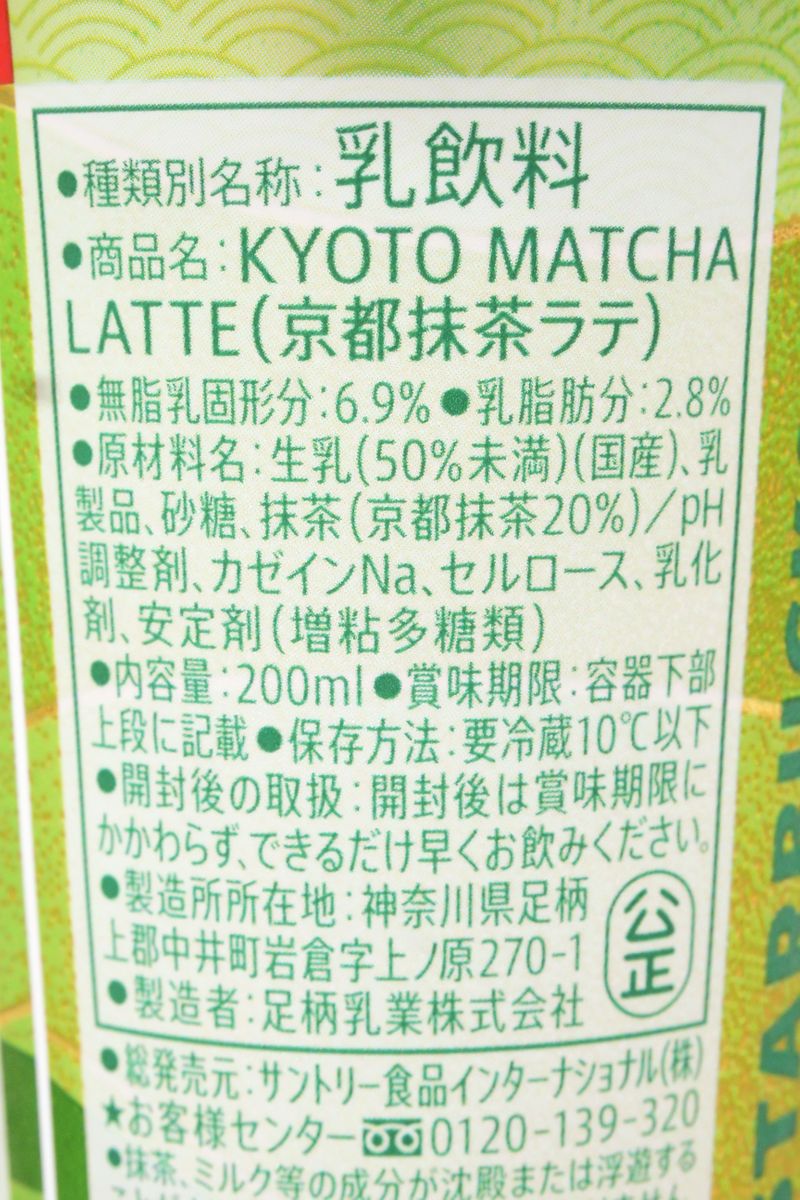 ●種類別名称：乳飲料
●商品名：KYOTO MATCHA
LATTE(京都抹茶ラテ)
●無脂乳固形分：6.9%●乳脂肪分：2.8%
●原材料名：生乳(50%未満)(国産)、乳
製品、砂糖、抹茶(京都抹茶20%)／pH
調整剤、カゼインNa、セルロース、乳化
剤、安定剤(増粘多糖類)
●内容量：200ml●賞味期限：容器下部
上段に記載●保存方法：要冷蔵10℃以下
●開封後の取扱：開封後は賞味期限に
かかわらず、できるだけ早くお飲みください。
●製造所所在地：神奈川県足柄
上郡中井町岩倉字上ノ原270-1
●製造者：足柄乳業株式会社
公正
●総発売元：サントリー食品インターナショナル(株)
★お客様センター 0120-139-320
●抹茶、ミルク等の成分が沈殿または浮遊する